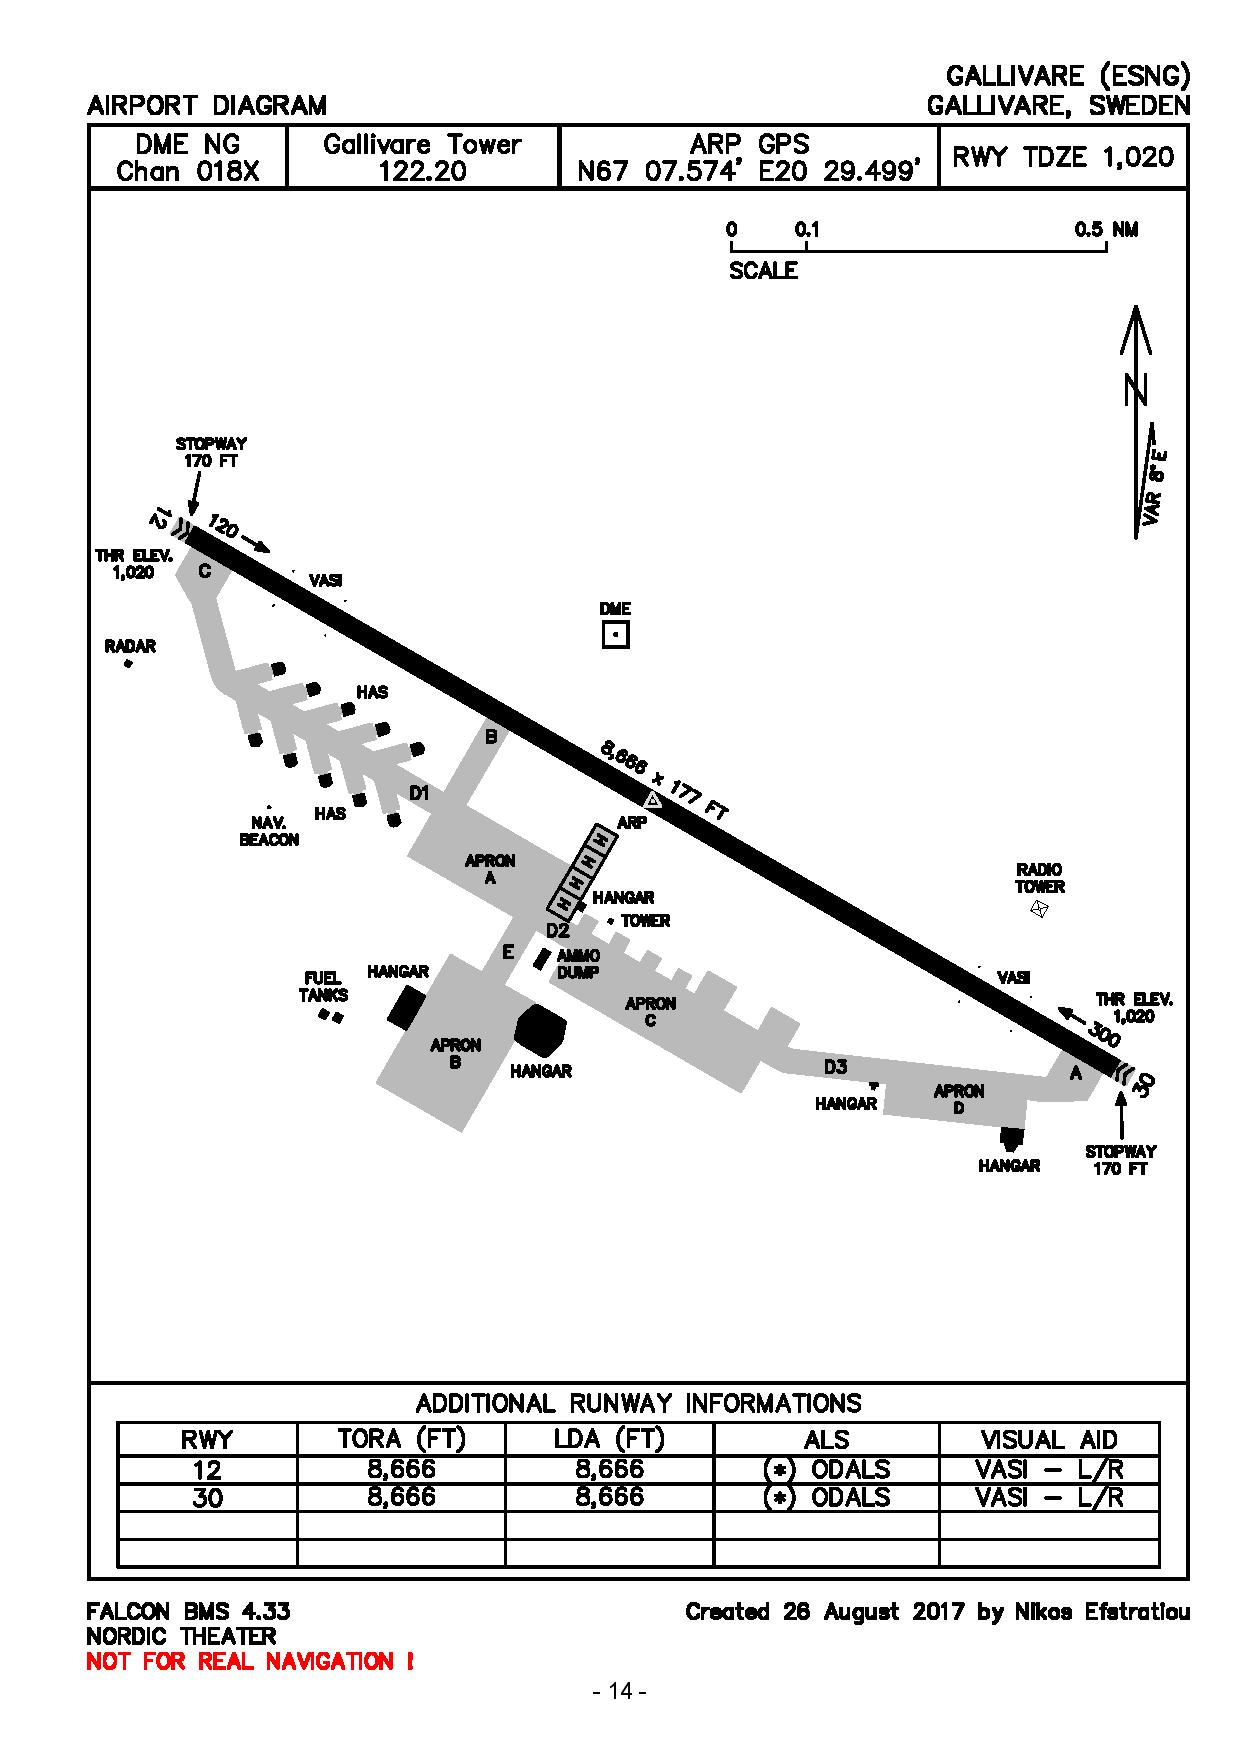 GALLIVARE (ESNG)
AIRPORT DIAGRAM
GALLIVARE, SWEDEN
DME NG
Chan 018X
Gallivare Tower
122.20
ARP GPS
N67 07.574' E20 29.499'
RWY TDZE 1,020
0 0.1 0.5 NM
SCALE
N
VAR 8° E
STOPWAY
170 FT
12
120
THR ELEV.
1,020
C
VASI
DME
RADAR
HAS
B
8,666 x 177 FT
D1
HAS
NAV.
BEACON
ARP
H
H
H
H
APRON
A
RADIO
TOWER
HANGAR
TOWER
D2
E
AMMO
DUMP
HANGAR
FUEL
TANKS
VASI
THR ELEV.
1,020
300
APRON
C
APRON
B
HANGAR
D3
A
30
APRON
D
HANGAR
HANGAR
STOPWAY
170 FT
ADDITIONAL RUNWAY INFORMATIONS
RWY TORA (FT) LDA (FT) ALS VISUAL AID
12 8,666 8,666 (*) ODALS VASI - L/R
30 8,666 8,666 (*) ODALS VASI - L/R
FALCON BMS 4.33
Created 26 August 2017 by Nikos Efstratiou
NORDIC THEATER
NOT FOR REAL NAVIGATION !
- 14 -